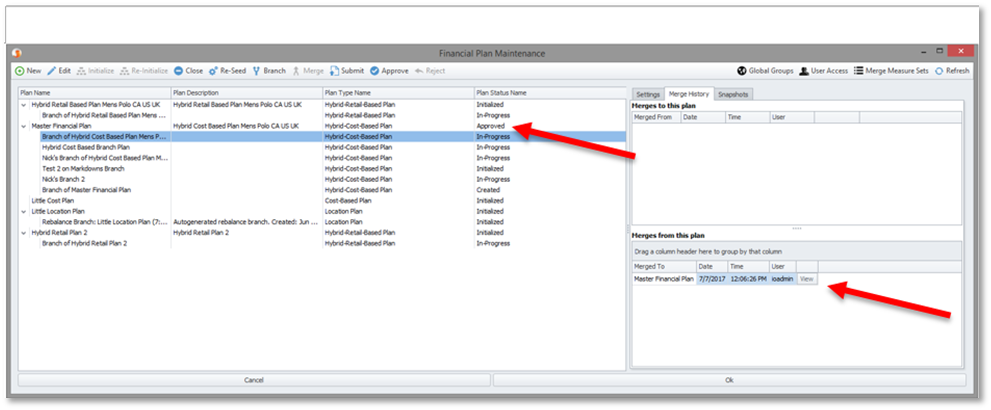 Financial Plan Maintenance
New Edit Initialize Re-Initialize Close Re-Seed Branch Merge Submit Approve Reject Global Groups User Access Merge Measure Sets Refresh
Plan Name Plan Description Plan Type Name Plan Status Name
Hybrid Retail Based Plan Mens Polo CA US UK Hybrid Retail Based Plan Mens Polo CA US UK Hybrid-Retail-Based Plan Initialized
Branch of Hybrid Retail Based Plan Mens ... Hybrid-Retail-Based Plan In-Progress
Master Financial Plan Hybrid Cost Based Plan Mens Polo CA US UK Hybrid-Cost-Based Plan Approved
Branch of Hybrid Cost Based Plan Mens P... Hybrid-Cost-Based Plan In-Progress
Hybrid Cost Based Branch Plan Hybrid-Cost-Based Plan In-Progress
Nick's Branch of Hybrid Cost Based Plan M... Hybrid-Cost-Based Plan In-Progress
Test 2 on Markdowns Branch Hybrid-Cost-Based Plan Initialized
Nick's Branch 2 Hybrid-Cost-Based Plan In-Progress
Branch of Master Financial Plan Hybrid-Cost-Based Plan Created
Little Cost Plan Cost-Based Plan Initialized
Little Location Plan Location Plan Initialized
Rebalance Branch: Little Location Plan (7:... Autogenerated rebalance branch. Created: Jun ... Location Plan Initialized
Hybrid Retail Plan 2 Hybrid Retail Plan 2 Hybrid-Retail-Based Plan Initialized
Branch of Hybrid Retail Plan 2 Hybrid-Retail-Based Plan In-Progress
Settings Merge History Snapshots
Merges to this plan
Merged From Date Time User
Merges from this plan
Drag a column header here to group by that column
Merged To Date Time User
Master Financial Plan 7/7/2017 12:06:26 PM ioadmin View
Cancel Ok